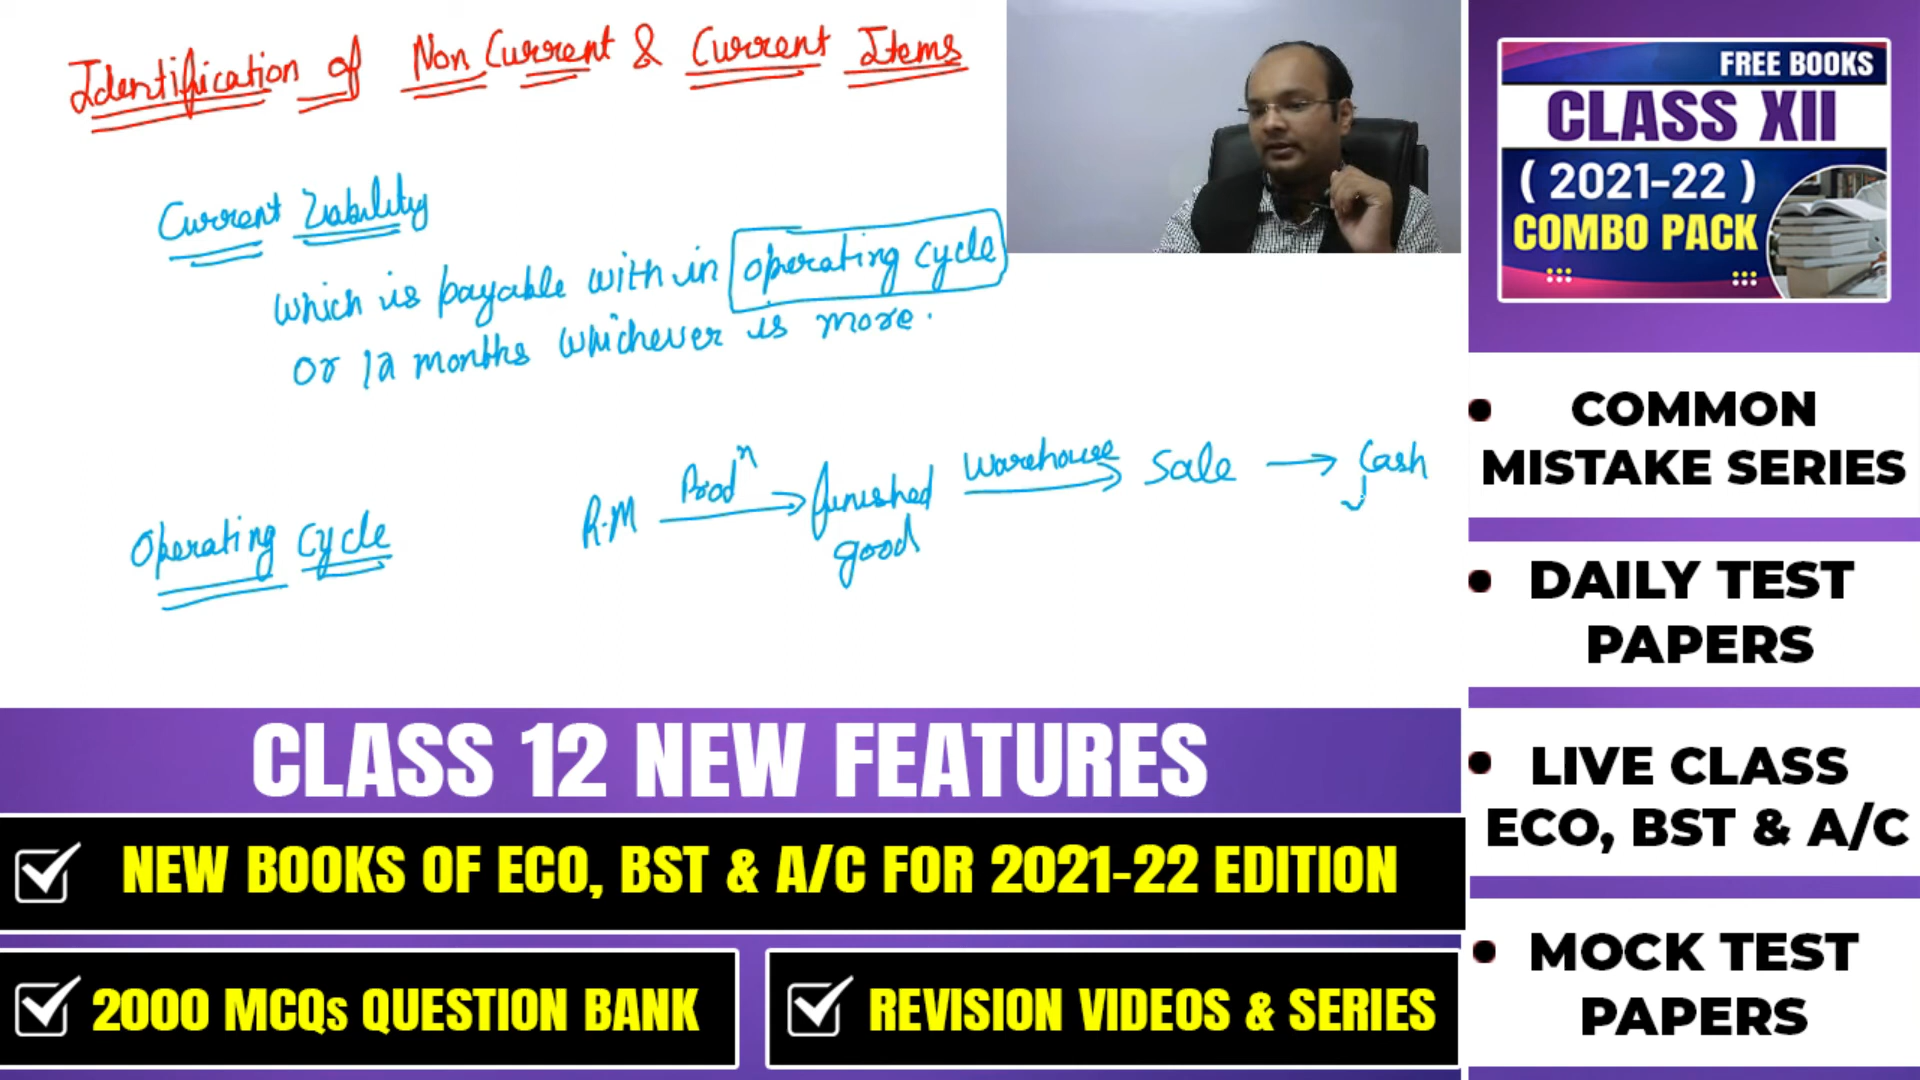 Identification of Non Current & Current Items
Current Liability
which is payable with in operating cycle
or 12 months whichever is more.
Operating Cycle
R.M Prodⁿ finished good Warehouse Sale Cash
FREE BOOKS
CLASS XII
( 2021-22 )
COMBO PACK
• COMMON
MISTAKE SERIES
• DAILY TEST
PAPERS
• LIVE CLASS
ECO, BST & A/C
• MOCK TEST
PAPERS
CLASS 12 NEW FEATURES
NEW BOOKS OF ECO, BST & A/C FOR 2021-22 EDITION
2000 MCQs QUESTION BANK
REVISION VIDEOS & SERIES